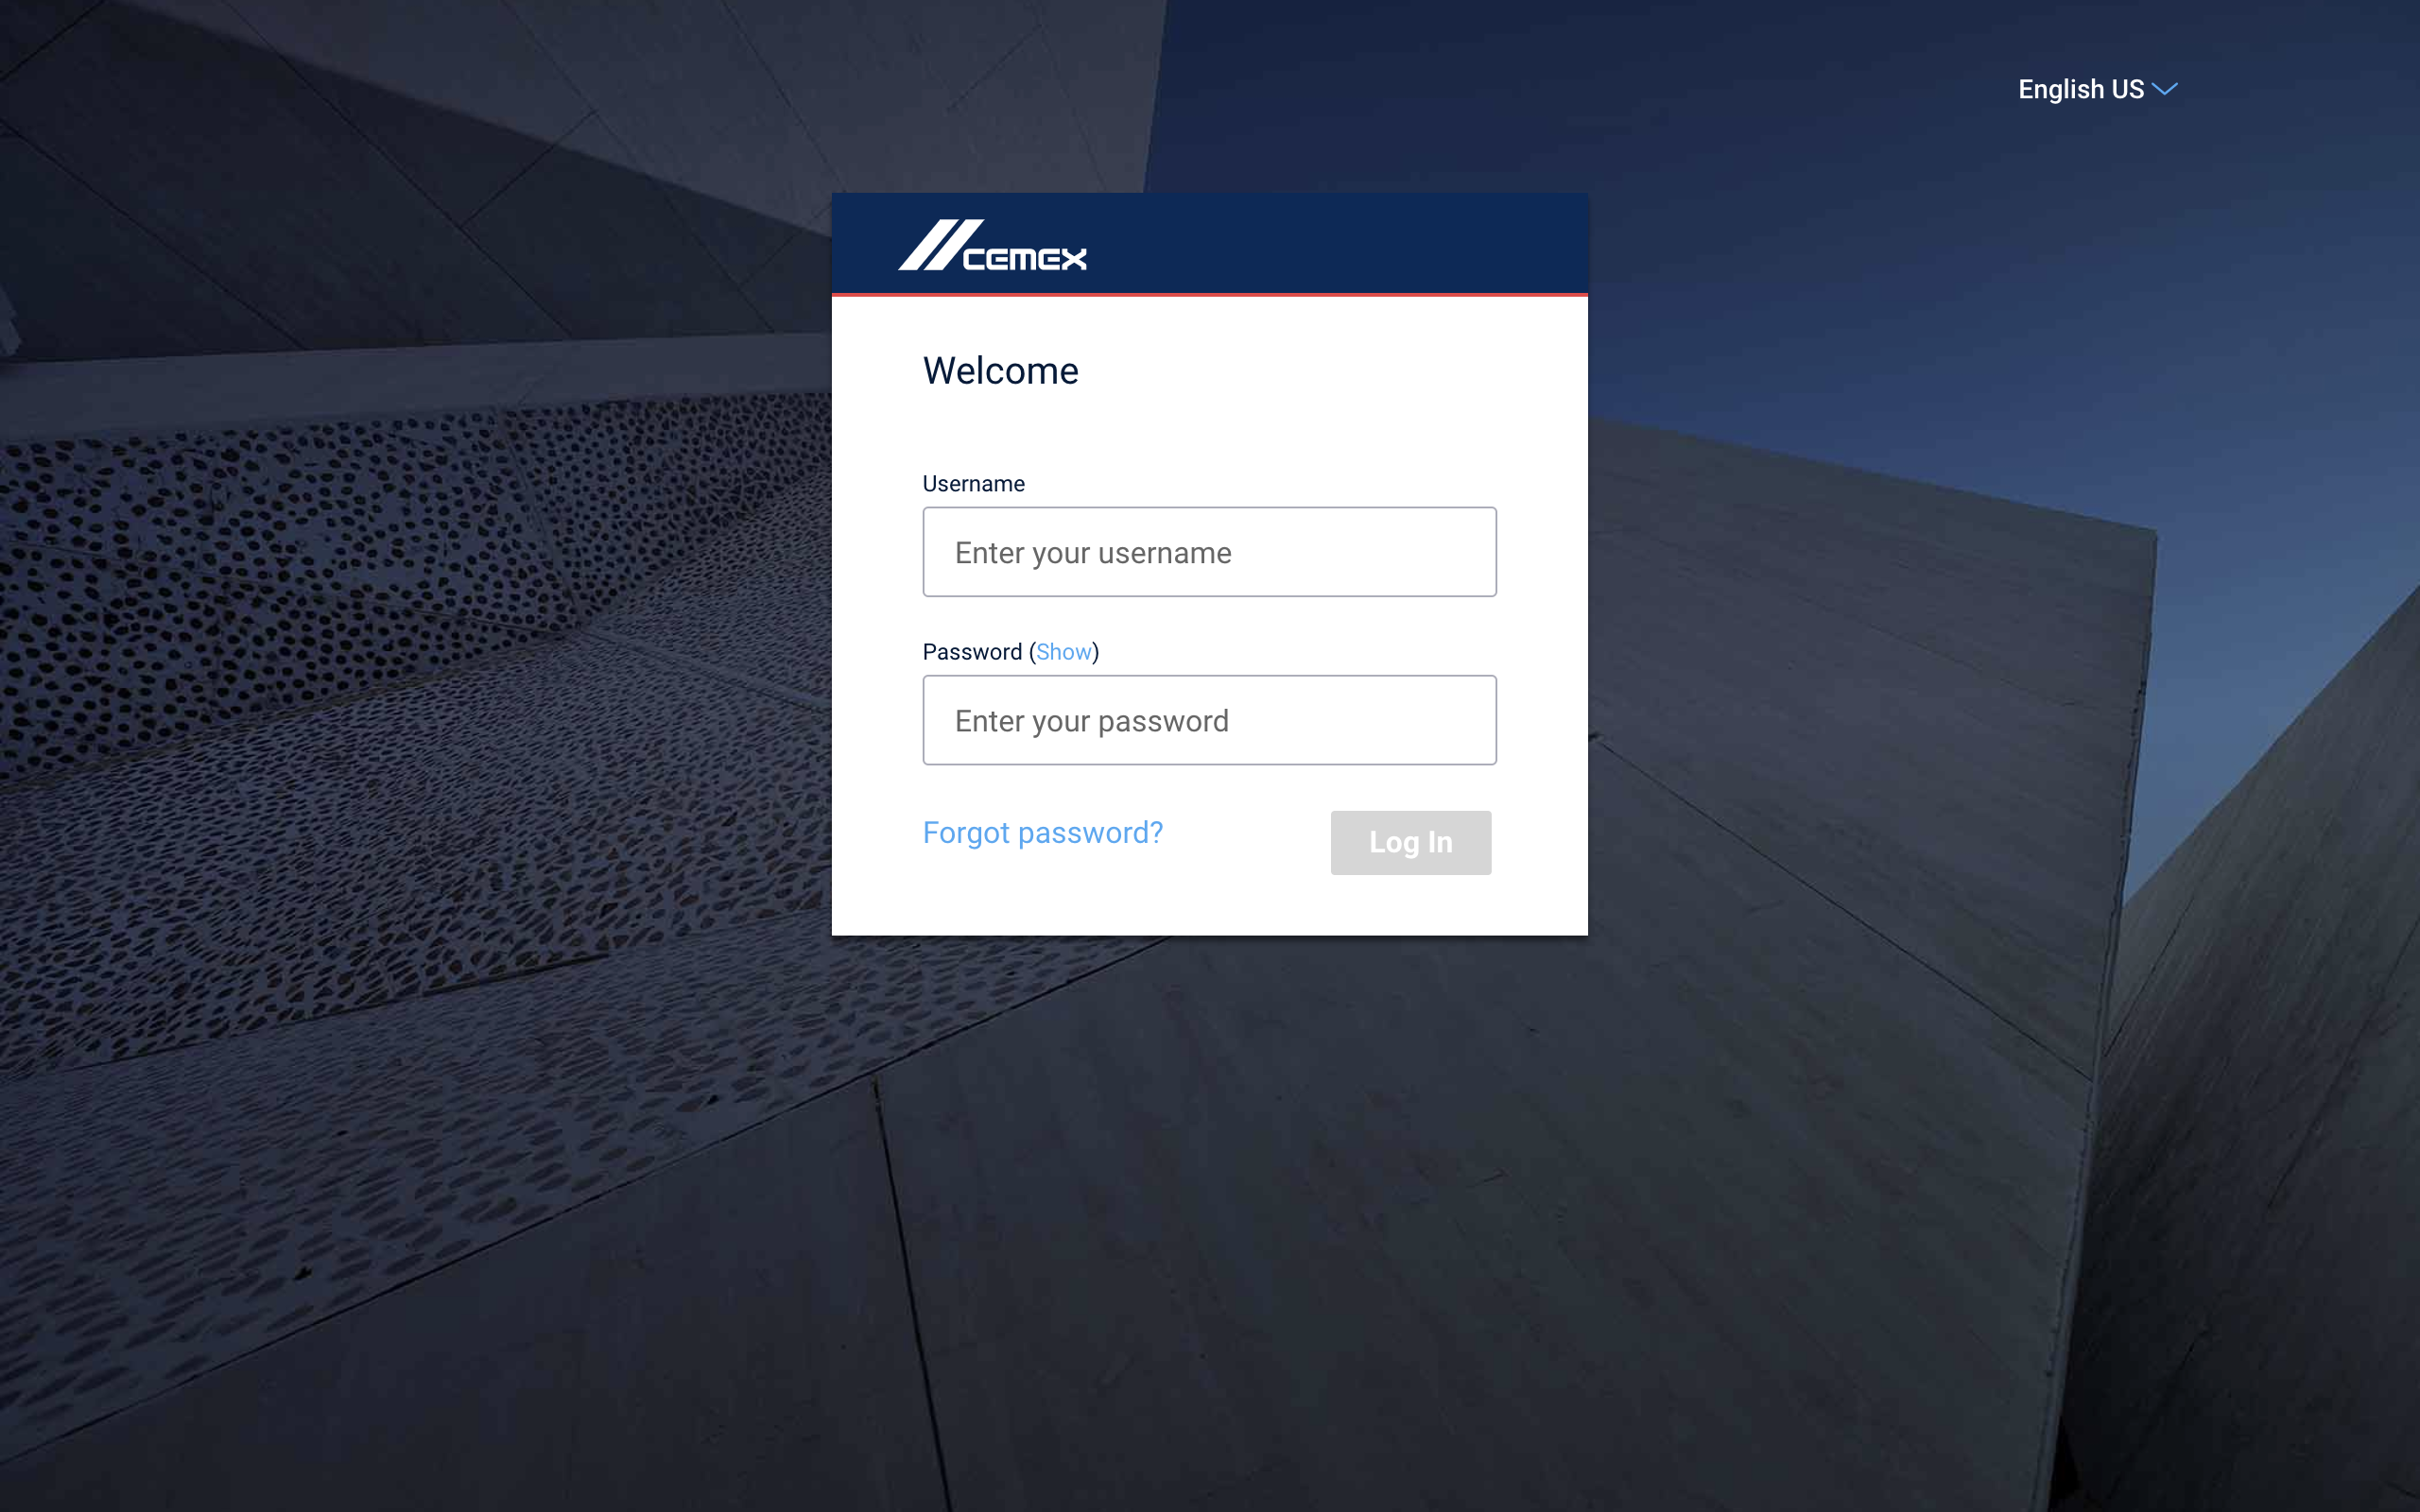 English US
CEMEX
Welcome
Username
Enter your username
Password (Show)
Enter your password
Forgot password?
Log In